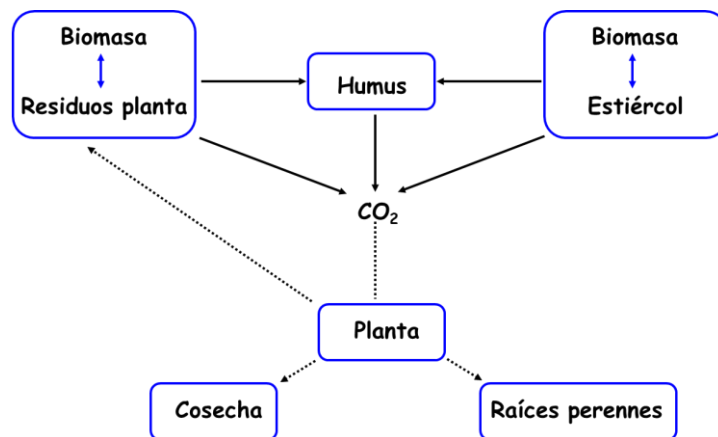 Biomasa
Residuos planta
Humus
Biomasa
Estiércol
CO₂
Planta
Cosecha
Raíces perennes